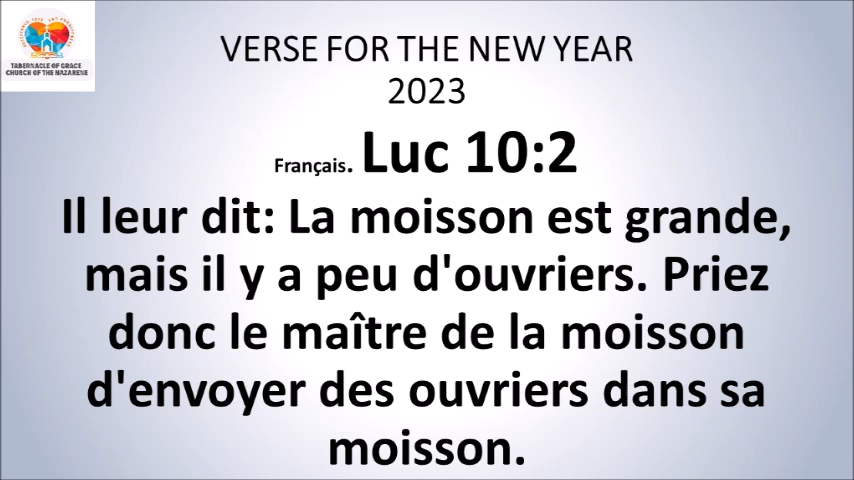 TABERNACLE OF GRACE
CHURCH OF THE NAZARENE
VERSE FOR THE NEW YEAR
2023
Français. Luc 10:2
Il leur dit: La moisson est grande,
mais il y a peu d'ouvriers. Priez
donc le maître de la moisson
d'envoyer des ouvriers dans sa
moisson.